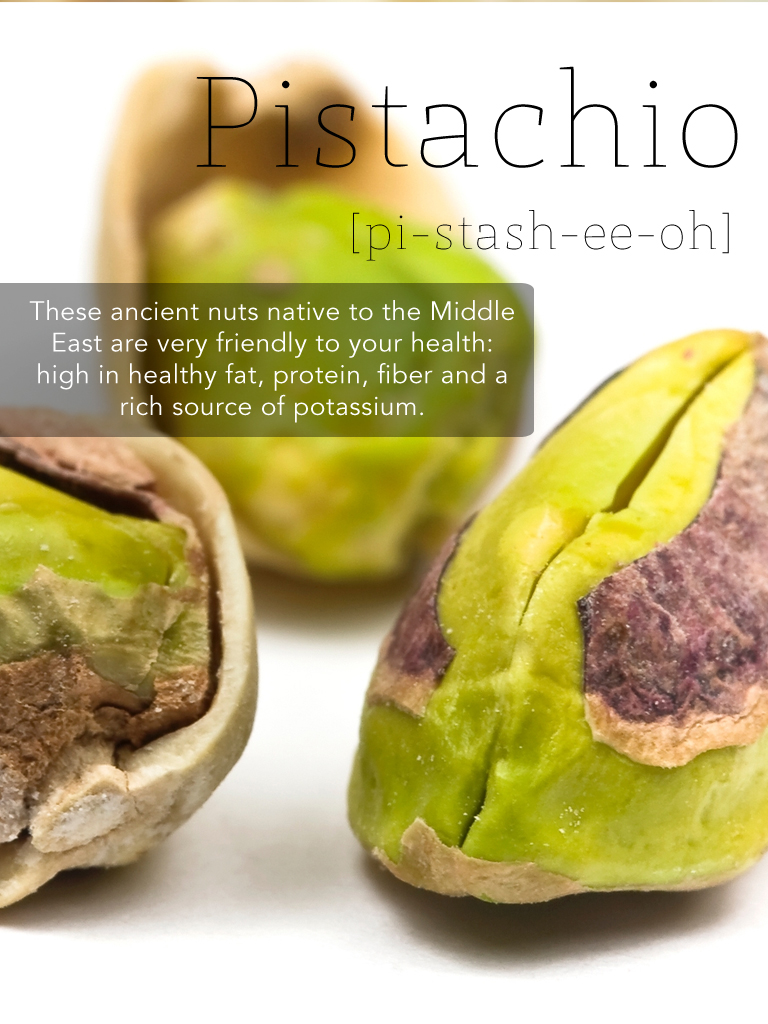 Pistachio
[pi-stash-ee-oh]
These ancient nuts native to the Middle
East are very friendly to your health:
high in healthy fat, protein, fiber and a
rich source of potassium.